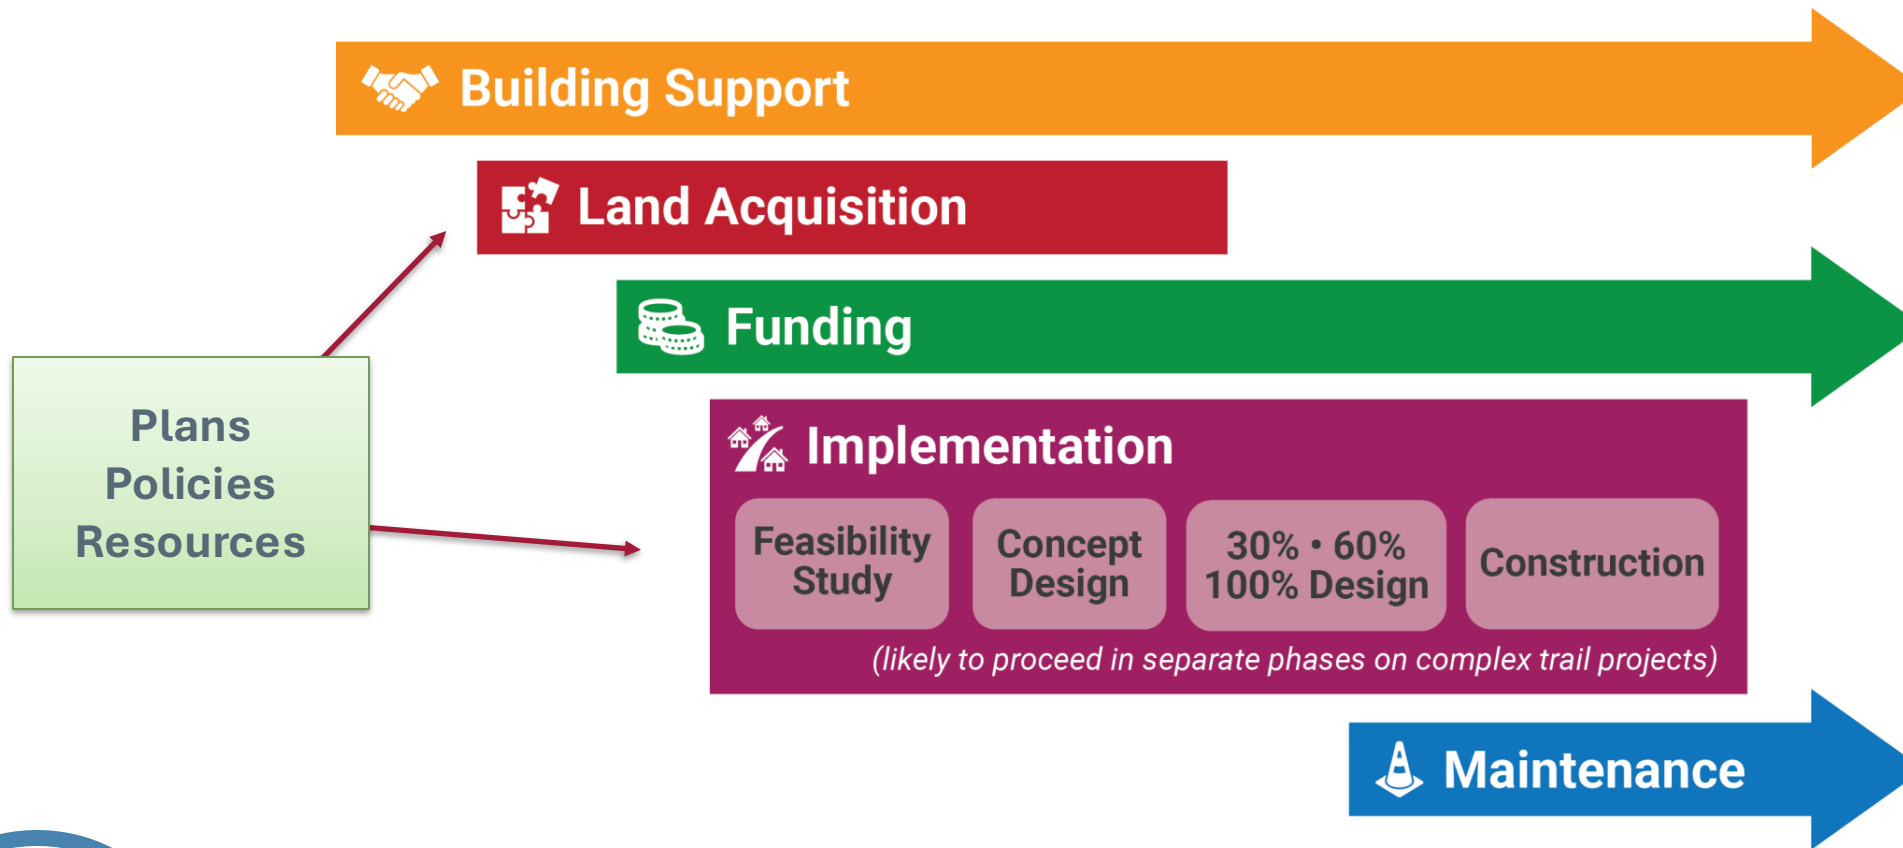 Building Support
Land Acquisition
Funding
Plans
Policies
Resources
Implementation
Feasibility
Study
Concept
Design
30% • 60%
100% Design
Construction
(likely to proceed in separate phases on complex trail projects)
Maintenance